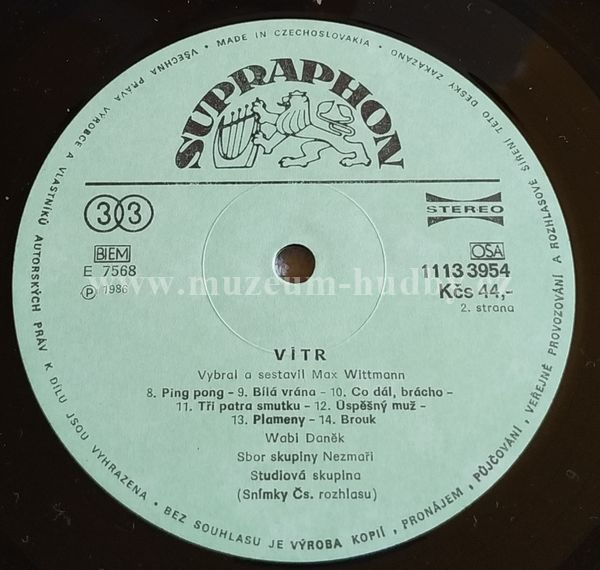 VŠECHNA PRÁVA VÝROBCE A VLASTNÍKŮ AUTORSKÝCH PRÁV K DÍLU JSOU VYHRAZENA • BEZ SOUHLASU JE VÝROBA KOPIÍ, PRONÁJEM, PŮJČOVÁNÍ, VEŘEJNÉ PROVOZOVÁNÍ A ROZHLASOVÉ ŠÍŘENÍ TÉTO DESKY ZAKÁZÁNO • MADE IN CZECHOSLOVAKIA •
SUPRAPHON
33
STEREO
BIEM
OSA
E 7568
1113 3954
Ⓟ 1986
Kčs 44,-
www.muzeum-hudby.cz
2. strana
VÍTR
Vybral a sestavil Max Wittmann
8. Ping pong - 9. Bílá vrána - 10. Co dál, brácho -
11. Tři patra smutku - 12. Úspěšný muž -
13. Plameny - 14. Brouk
Wabi Daněk
Sbor skupiny Nezmaři
Studiová skupina
(Snímky Čs. rozhlasu)